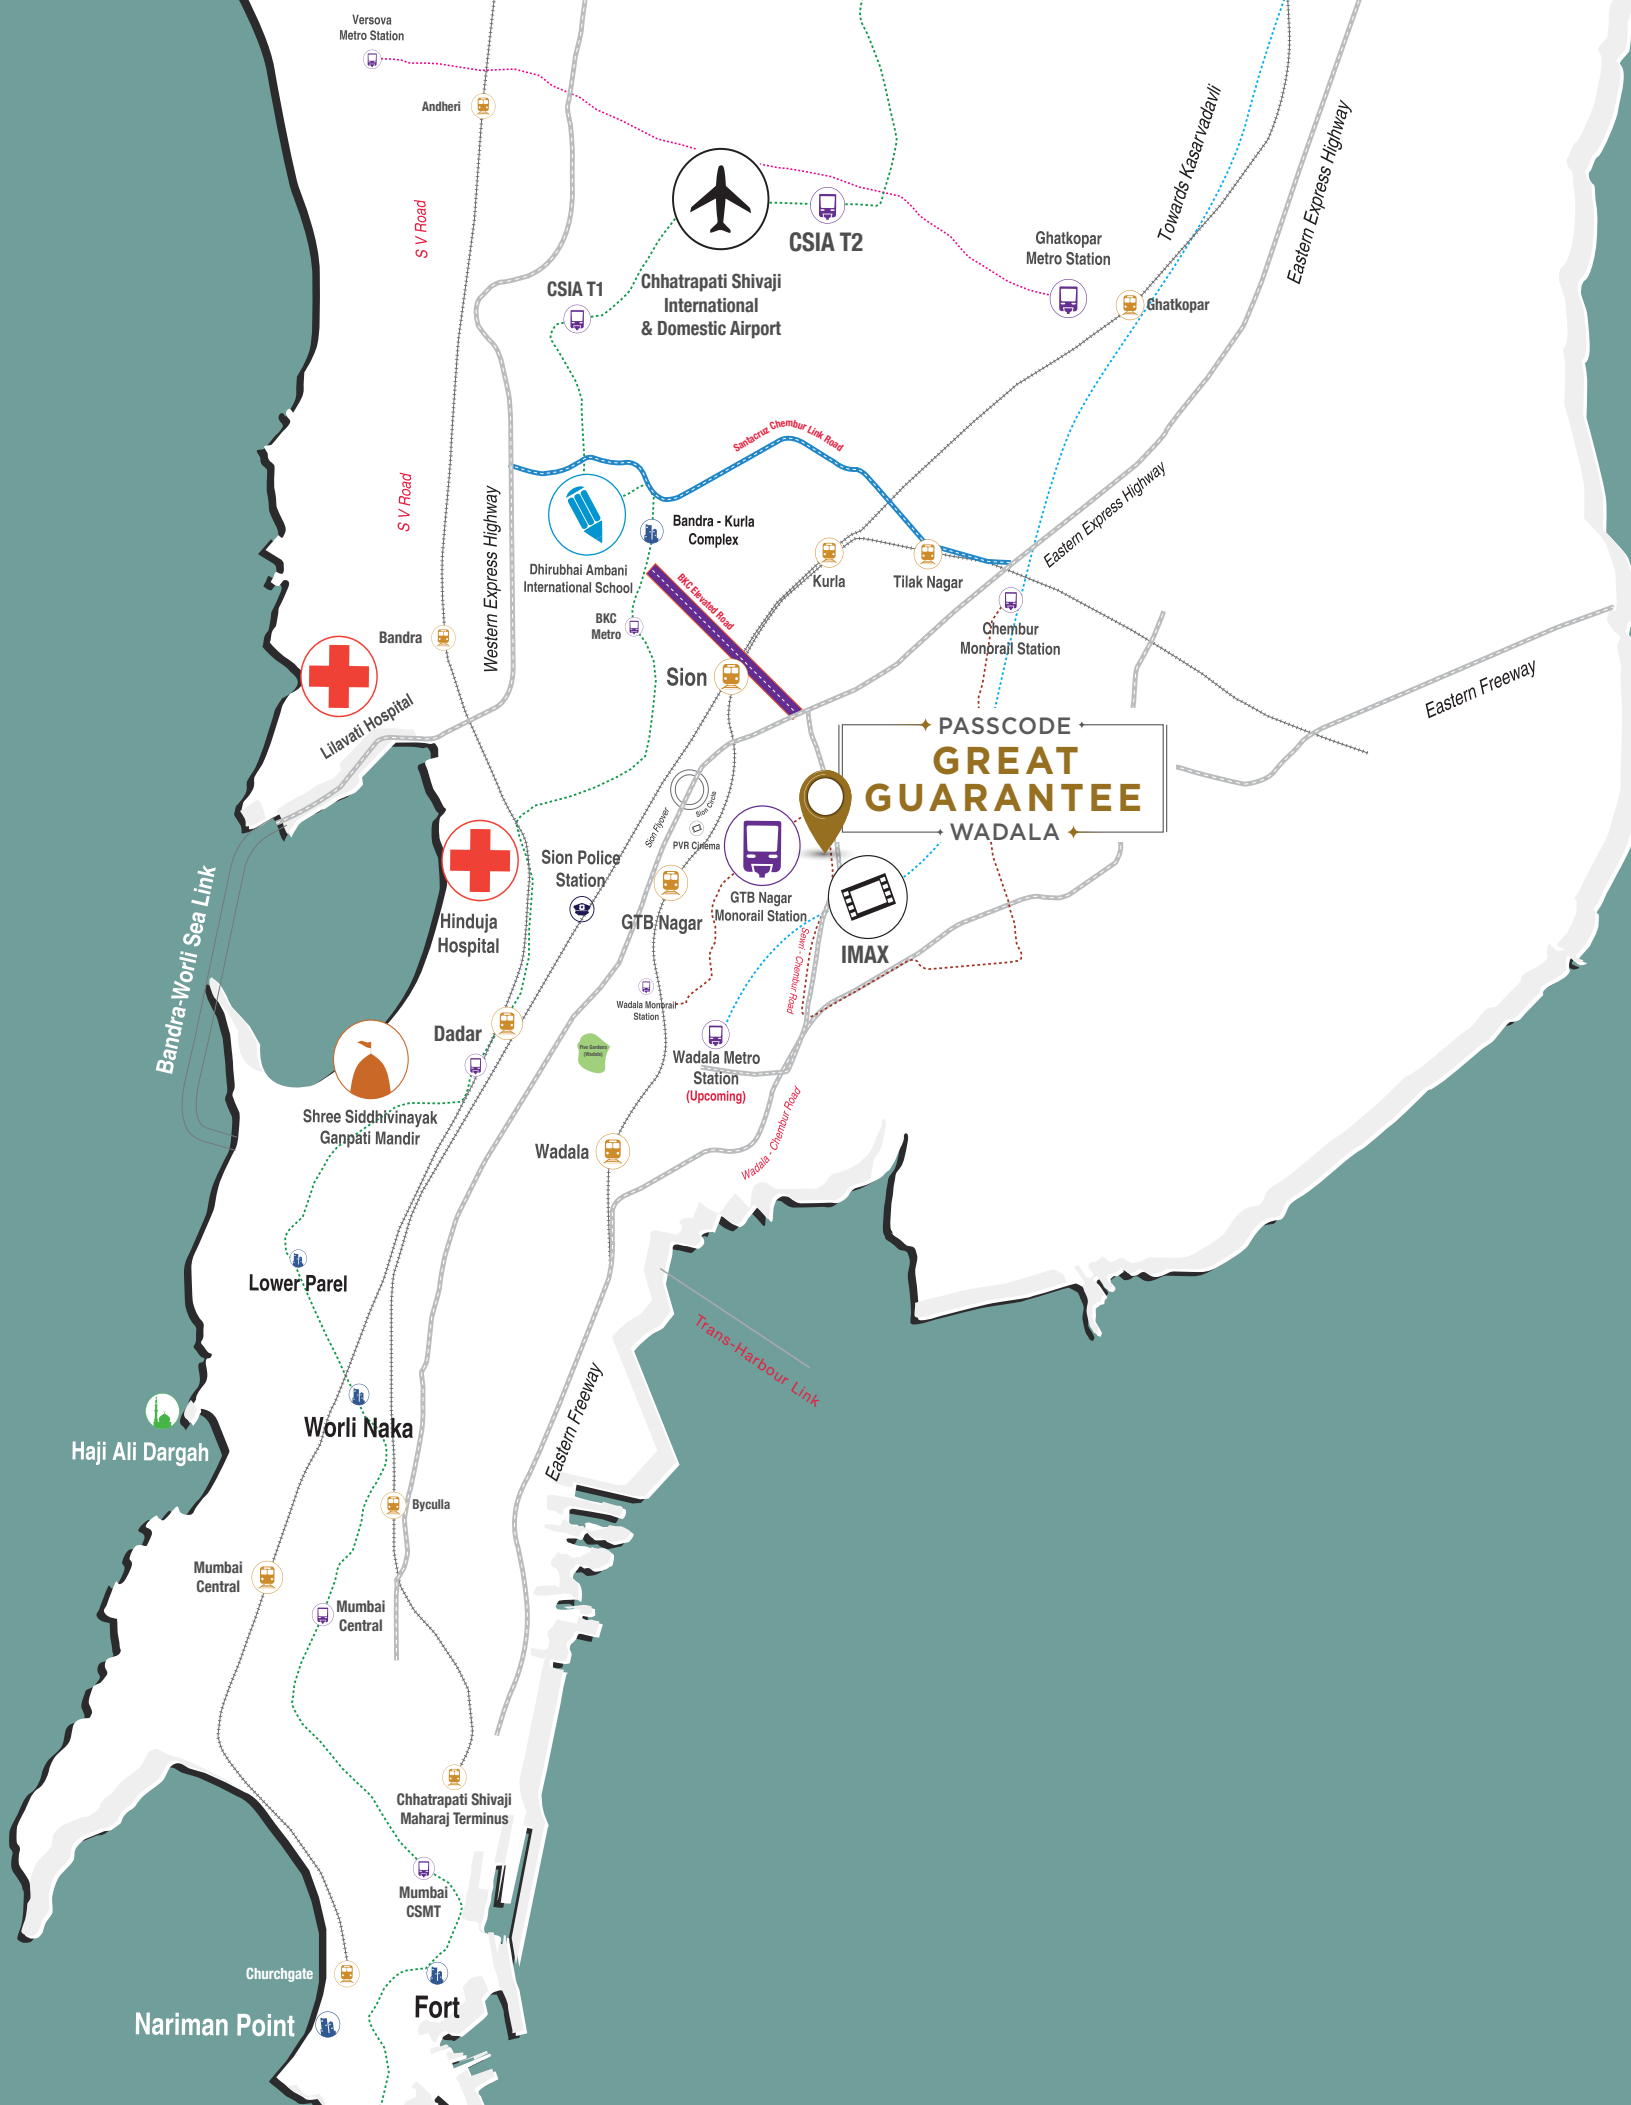 Versova
Metro Station
Andheri
S V Road
CSIA T2
CSIA T1
Chhatrapati Shivaji
International
& Domestic Airport
Ghatkopar
Metro Station
Ghatkopar
Towards Kasarvadavli
Eastern Express Highway
Santacruz Chembur Link Road
S V Road
Western Express Highway
Bandra - Kurla
Complex
Dhirubhai Ambani
International School
BKC
Metro
BKC Elevated Road
Kurla
Tilak Nagar
Eastern Express Highway
Chembur
Monorail Station
Bandra
Lilavati Hospital
Sion
Eastern Freeway
PASSCODE
GREAT
GUARANTEE
WADALA
Sion Circle
Sion Flyover
PVR Cinema
Sion Police
Station
GTB Nagar
GTB Nagar
Monorail Station
IMAX
Sewri - Chembur Road
Hinduja
Hospital
Bandra-Worli Sea Link
Wadala Monorail
Station
Dadar
Five Gardens
(Wadala)
Wadala Metro
Station
(Upcoming)
Shree Siddhivinayak
Ganpati Mandir
Wadala
Wadala - Chembur Road
Lower Parel
Trans-Harbour Link
Worli Naka
Eastern Freeway
Haji Ali Dargah
Byculla
Mumbai
Central
Mumbai
Central
Chhatrapati Shivaji
Maharaj Terminus
Mumbai
CSMT
Churchgate
Fort
Nariman Point